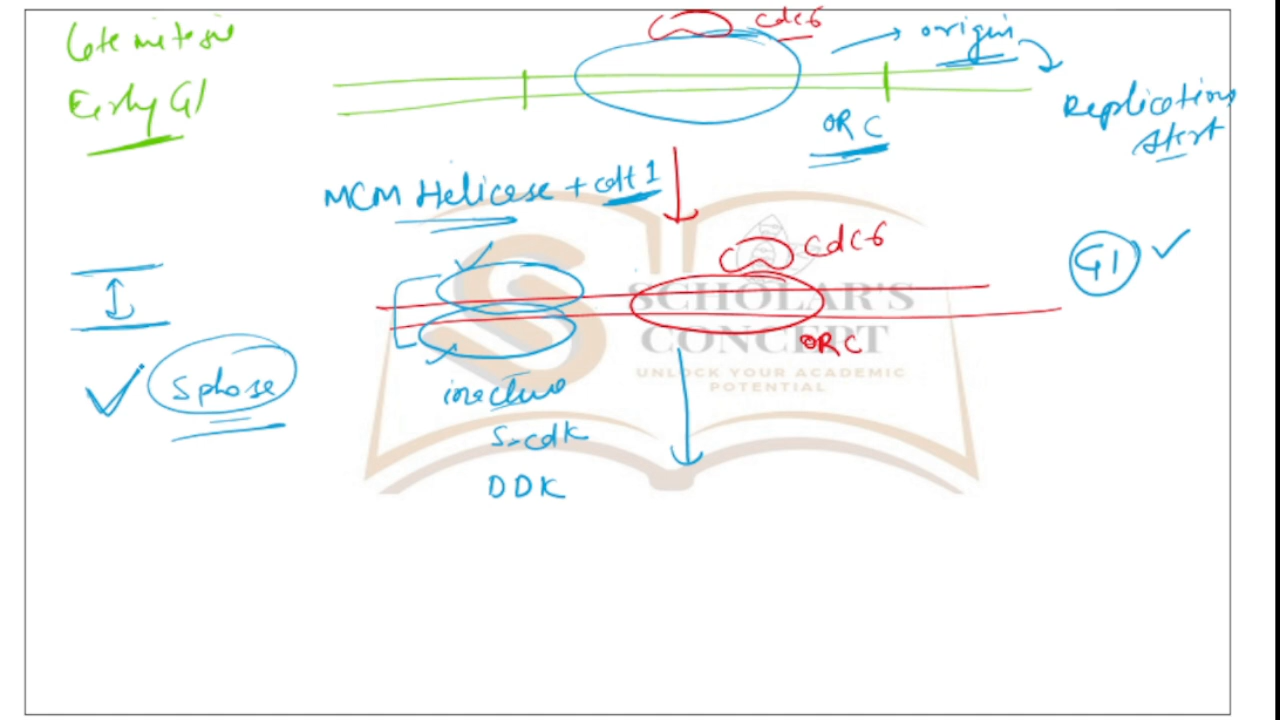 late mitosis
cdc6
origin
Early G1
Replication
start
ORC
MCM Helicase + cdt 1
cdc6
G1
SCHOLAR'S
CONCEPT
ORC
UNLOCK YOUR ACADEMIC
POTENTIAL
S phase
inactive
S-cdk
DDK